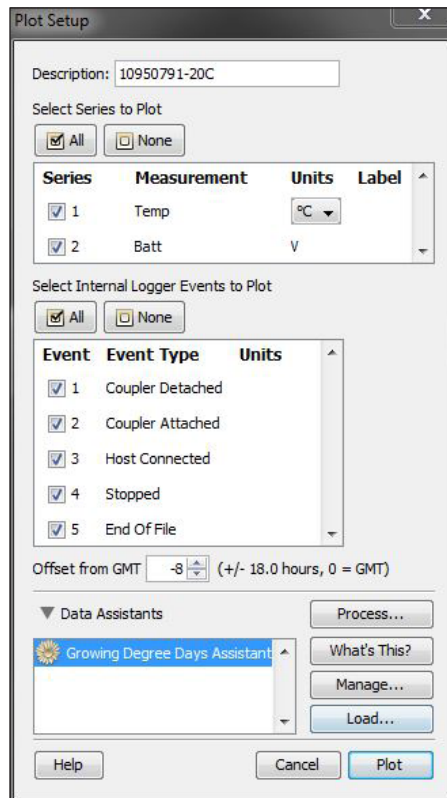 Plot Setup
X
Description: 10950791-20C
Select Series to Plot
All None
Series Measurement Units Label
1 Temp °C
2 Batt V
Select Internal Logger Events to Plot
All None
Event Event Type Units
1 Coupler Detached
2 Coupler Attached
3 Host Connected
4 Stopped
5 End Of File
Offset from GMT -8 (+/- 18.0 hours, 0 = GMT)
Data Assistants
Process...
Growing Degree Days Assistant
What's This?
Manage...
Load...
Help Cancel Plot